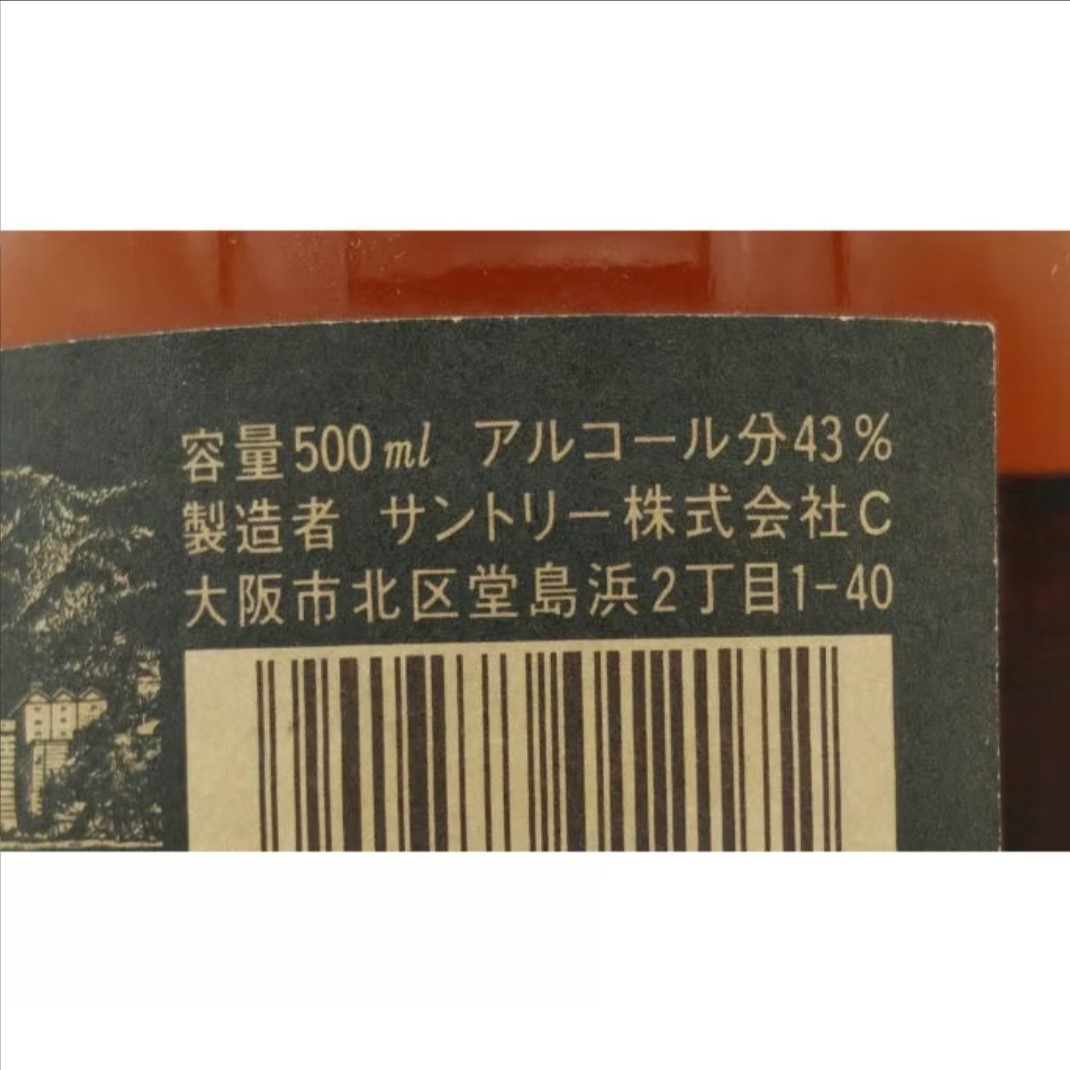 容量500ml アルコール分43%
製造者 サントリー株式会社C
大阪市北区堂島浜2丁目1-40